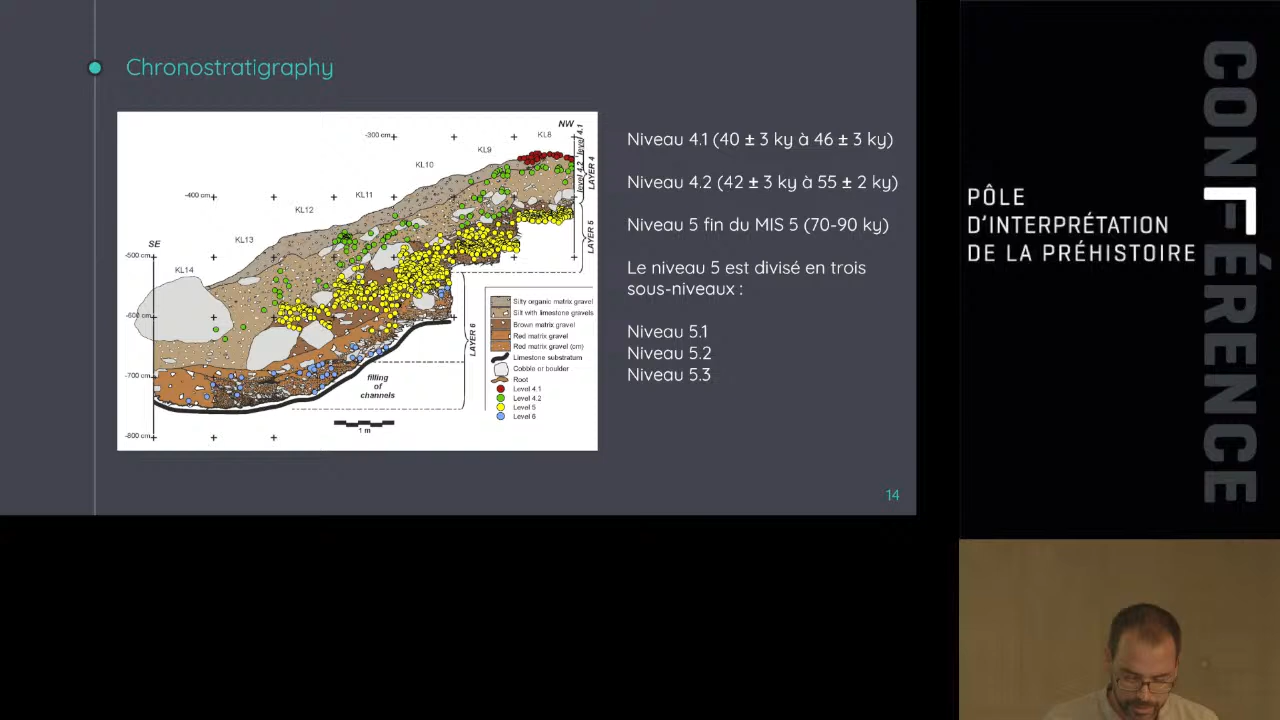 Chronostratigraphy
NW
-300 cm
KL8
KL9
KL10
-400 cm
KL11
KL12
KL13
SE
-500 cm
KL14
-600 cm
-700 cm
-800 cm
level 4.1
level 4.2
LAYER 4
LAYER 5
LAYER 6
filling
of
channels
1 m
Silty organic matrix gravel
Silt with limestone gravels
Brown matrix gravel
Red matrix gravel
Red matrix gravel (cm)
Limestone substratum
Cobble or boulder
Root
Level 4.1
Level 4.2
Level 5
Level 6
Niveau 4.1 (40 ± 3 ky à 46 ± 3 ky)
Niveau 4.2 (42 ± 3 ky à 55 ± 2 ky)
Niveau 5 fin du MIS 5 (70-90 ky)
Le niveau 5 est divisé en trois
sous-niveaux :
Niveau 5.1
Niveau 5.2
Niveau 5.3
14
PÔLE
D'INTERPRÉTATION
DE LA PRÉHISTOIRE
CONFÉRENCE